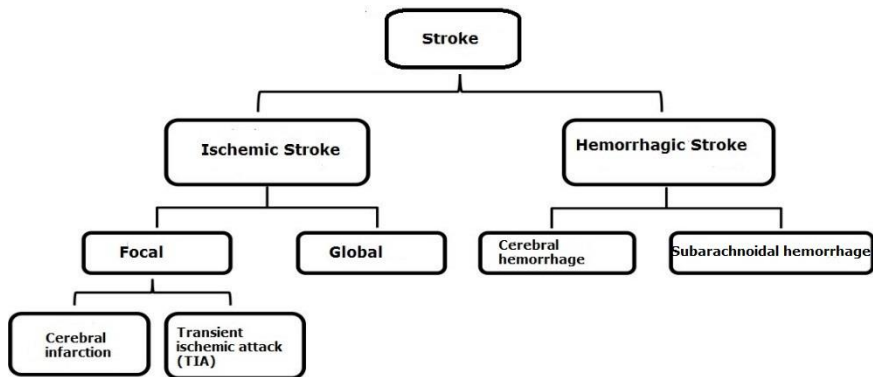 Stroke
Ischemic Stroke
Hemorrhagic Stroke
Focal
Global
Cerebral
hemorrhage
Subarachnoidal hemorrhage
Cerebral
infarction
Transient
ischemic attack
(TIA)